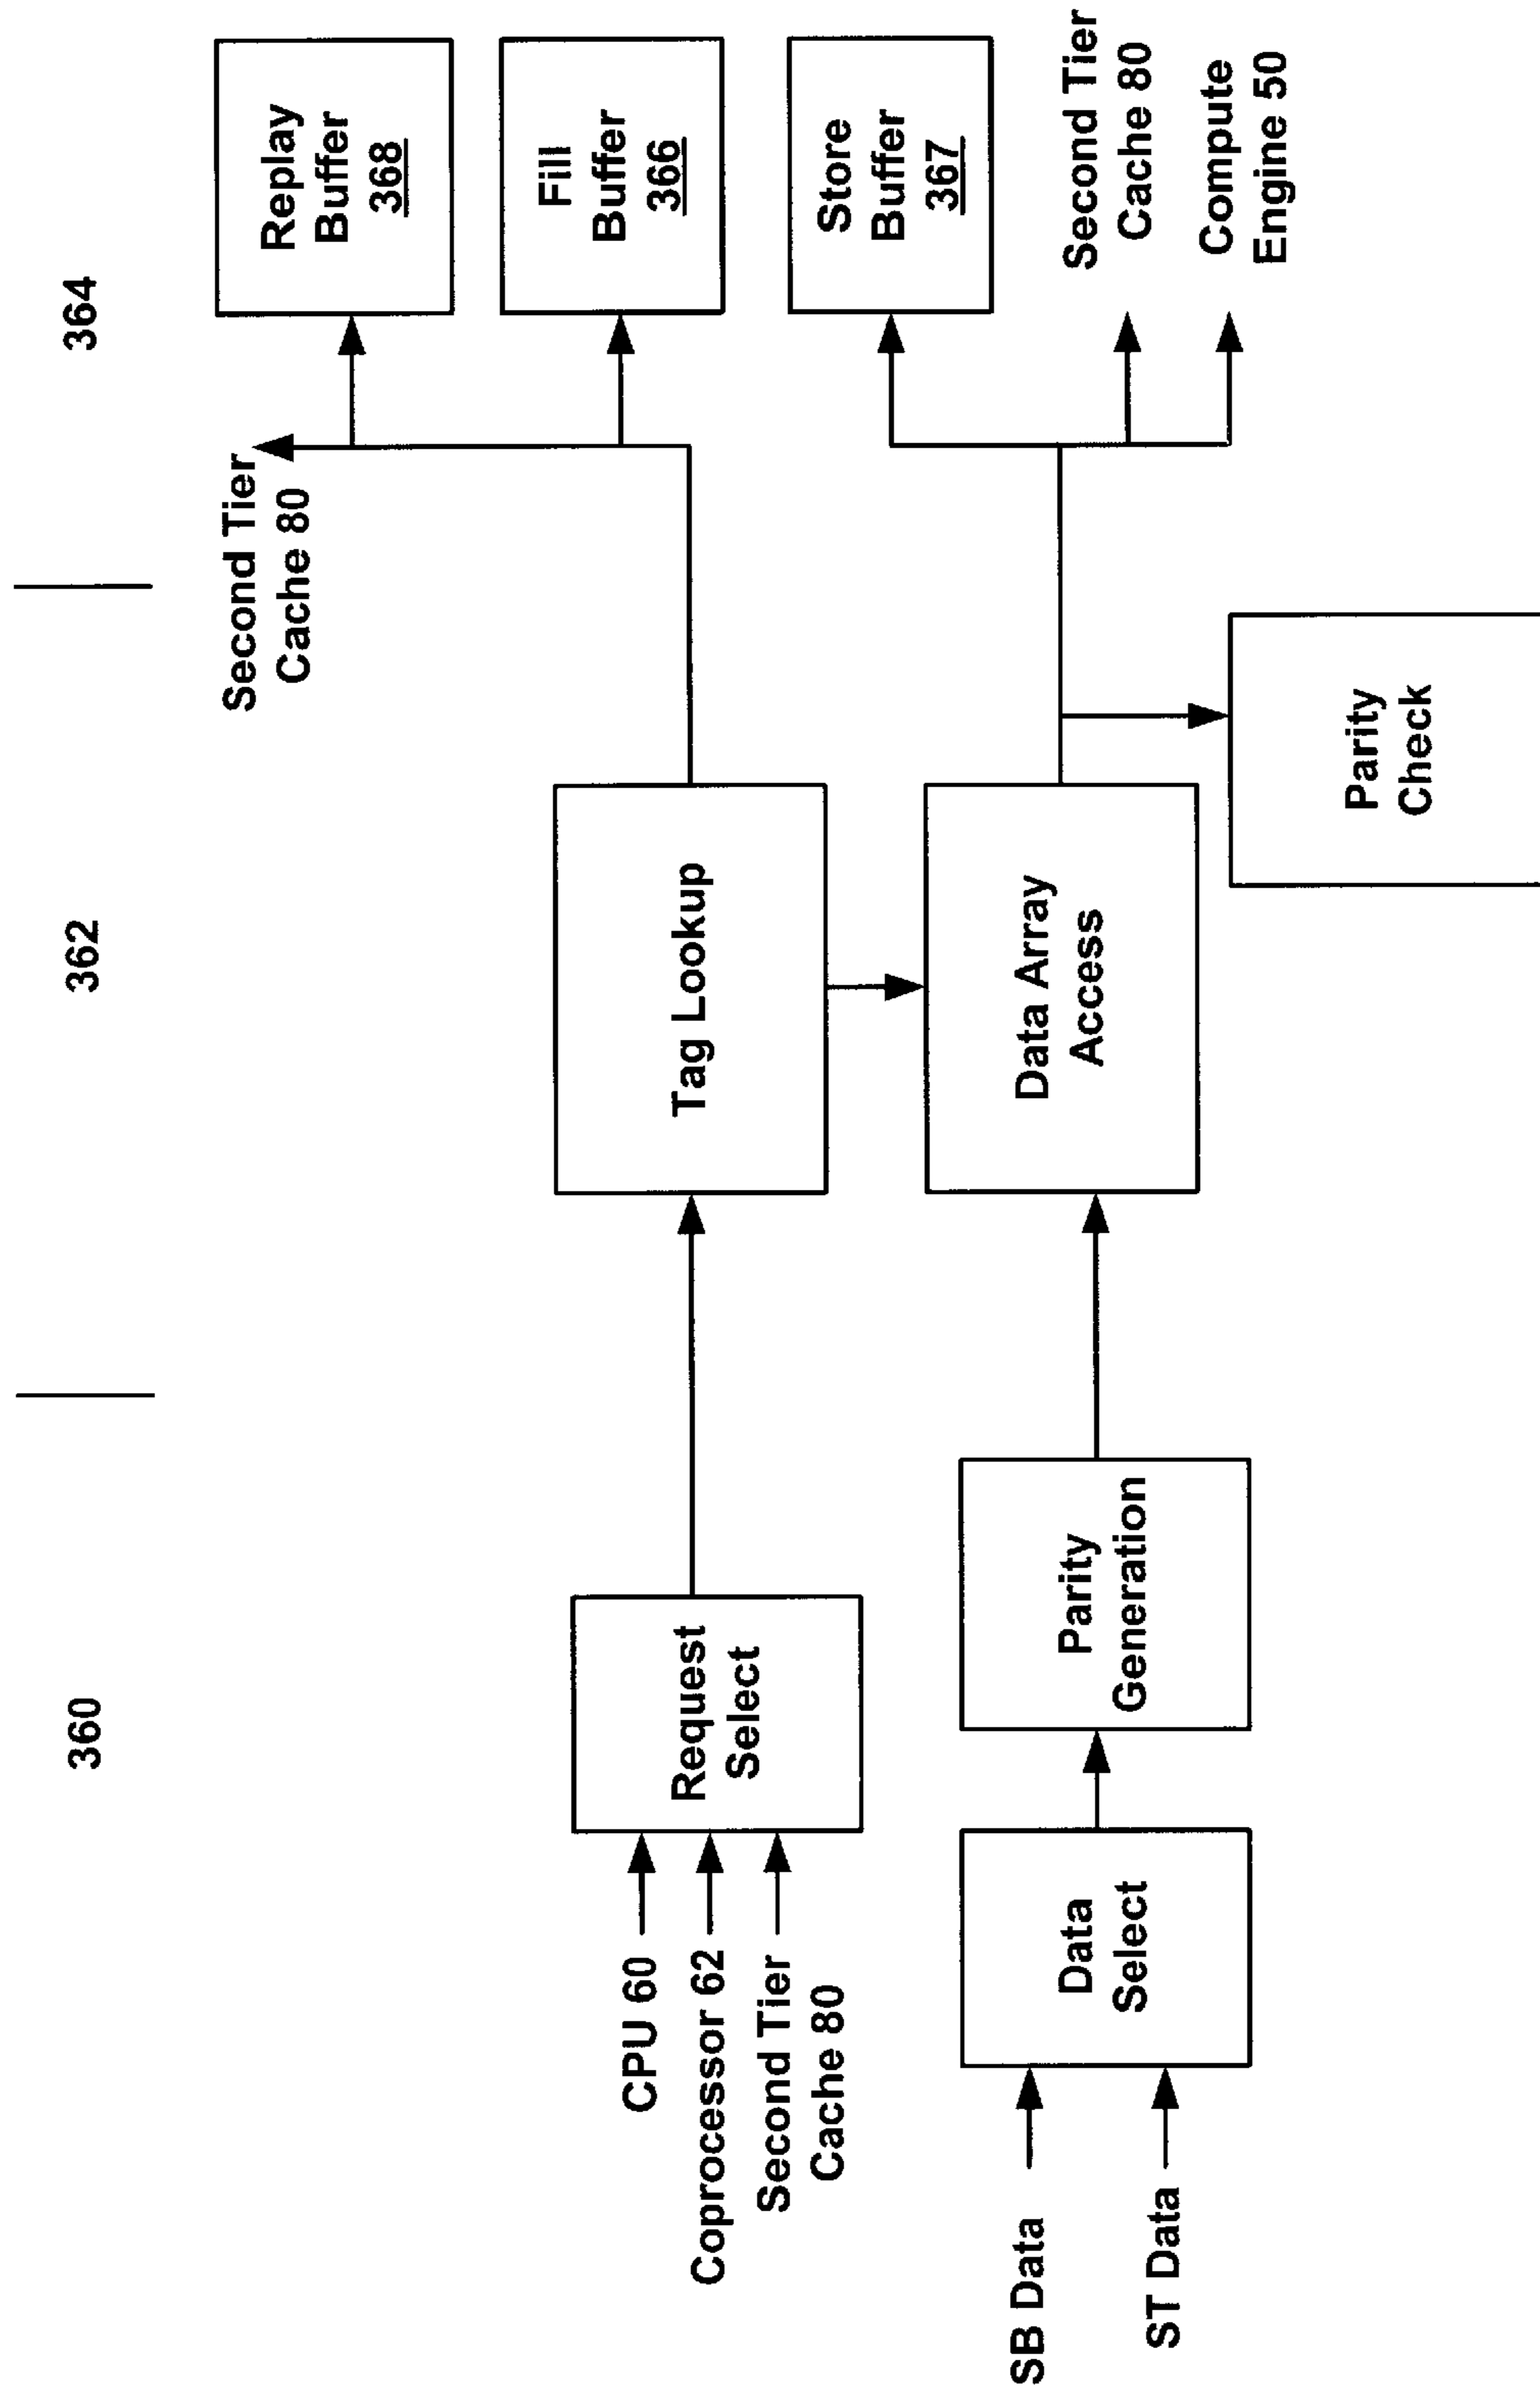 360
362
364
CPU 60
Coprocessor 62
Second Tier
Cache 80
Request
Select
Tag Lookup
Second Tier
Cache 80
Replay
Buffer
368
Fill
Buffer
366
SB Data
ST Data
Data
Select
Parity
Generation
Data Array
Access
Parity
Check
Store
Buffer
367
Second Tier
Cache 80
Compute
Engine 50